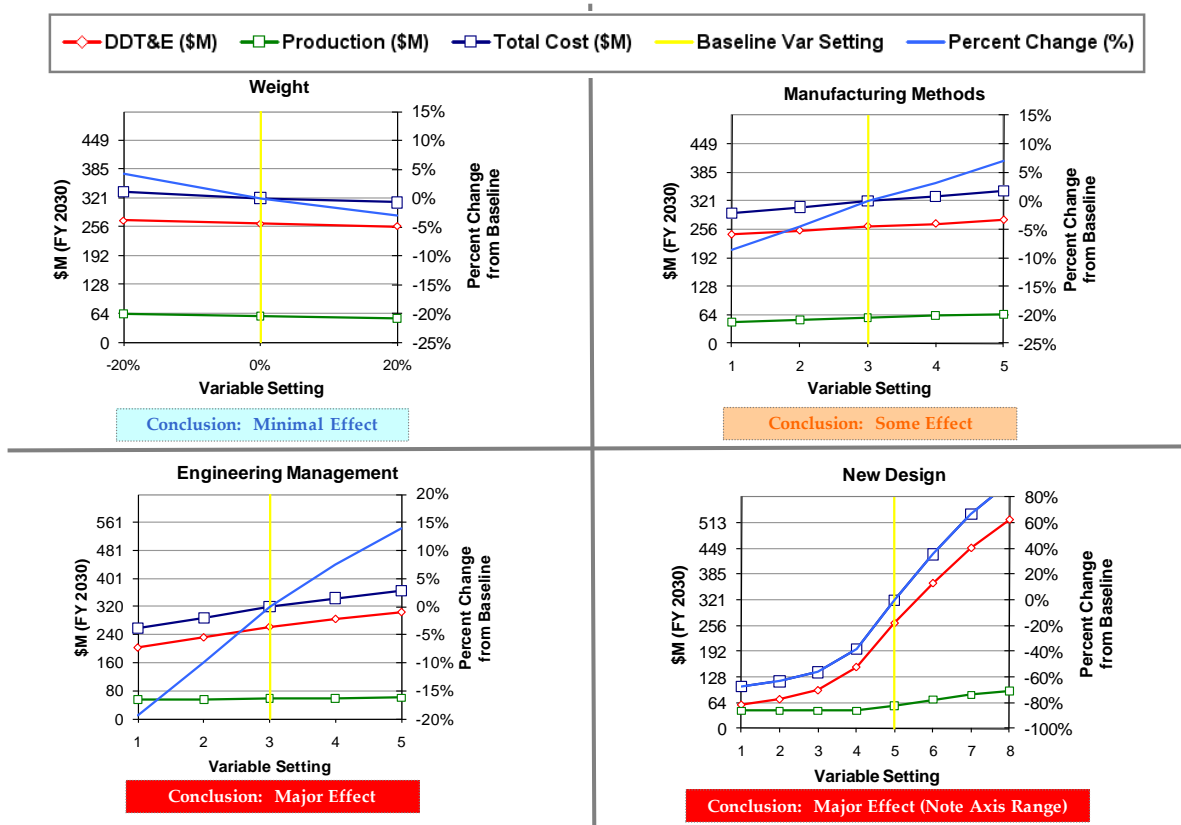 DDT&E ($M) Production ($M) Total Cost ($M) Baseline Var Setting Percent Change (%)
Weight
$M (FY 2030)
449
385
321
256
192
128
64
0
15%
10%
5%
0%
-5%
-10%
-15%
-20%
-25%
Percent Change
from Baseline
-20% 0% 20%
Variable Setting
Conclusion: Minimal Effect
Manufacturing Methods
$M (FY 2030)
449
385
321
256
192
128
64
0
15%
10%
5%
0%
-5%
-10%
-15%
-20%
-25%
Percent Change
from Baseline
1 2 3 4 5
Variable Setting
Conclusion: Some Effect
Engineering Management
$M (FY 2030)
561
481
401
320
240
160
80
0
20%
15%
10%
5%
0%
-5%
-10%
-15%
-20%
Percent Change
from Baseline
1 2 3 4 5
Variable Setting
Conclusion: Major Effect
New Design
$M (FY 2030)
513
449
385
321
256
192
128
64
0
80%
60%
40%
20%
0%
-20%
-40%
-60%
-80%
-100%
Percent Change
from Baseline
1 2 3 4 5 6 7 8
Variable Setting
Conclusion: Major Effect (Note Axis Range)